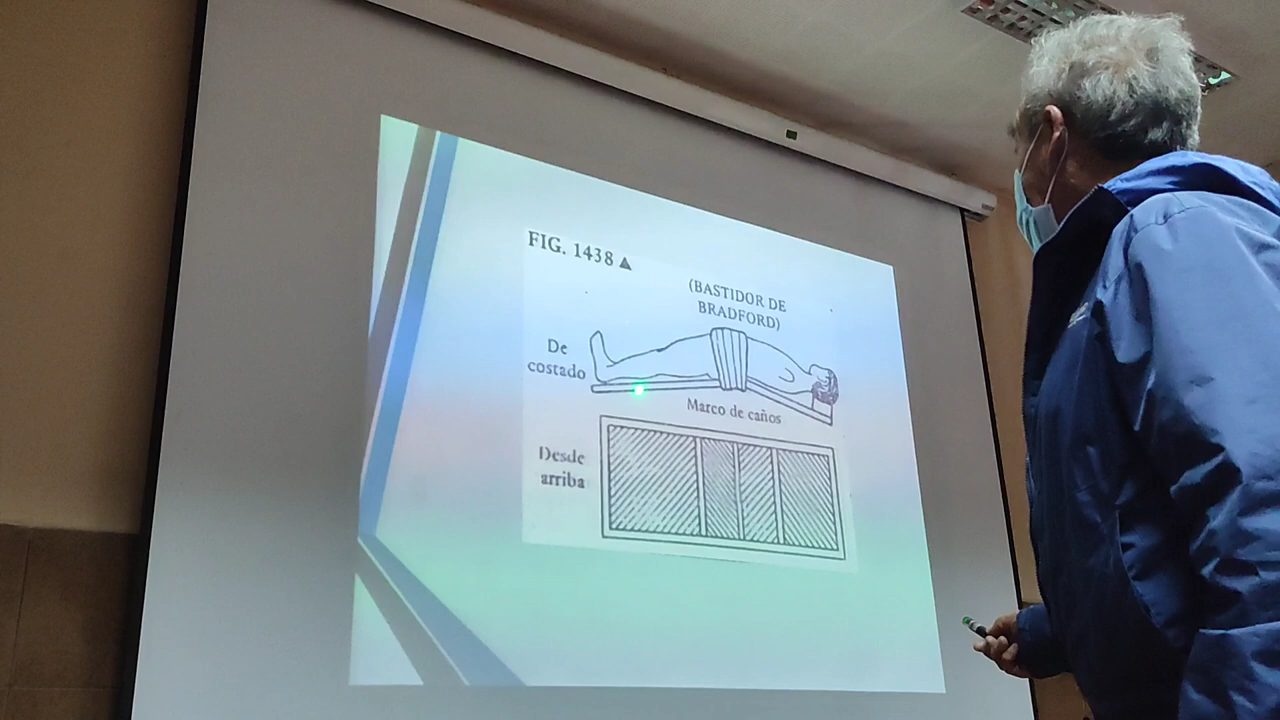 FIG. 1438 ▲
(BASTIDOR DE
BRADFORD)
De
costado
Marco de caños
Desde
arriba